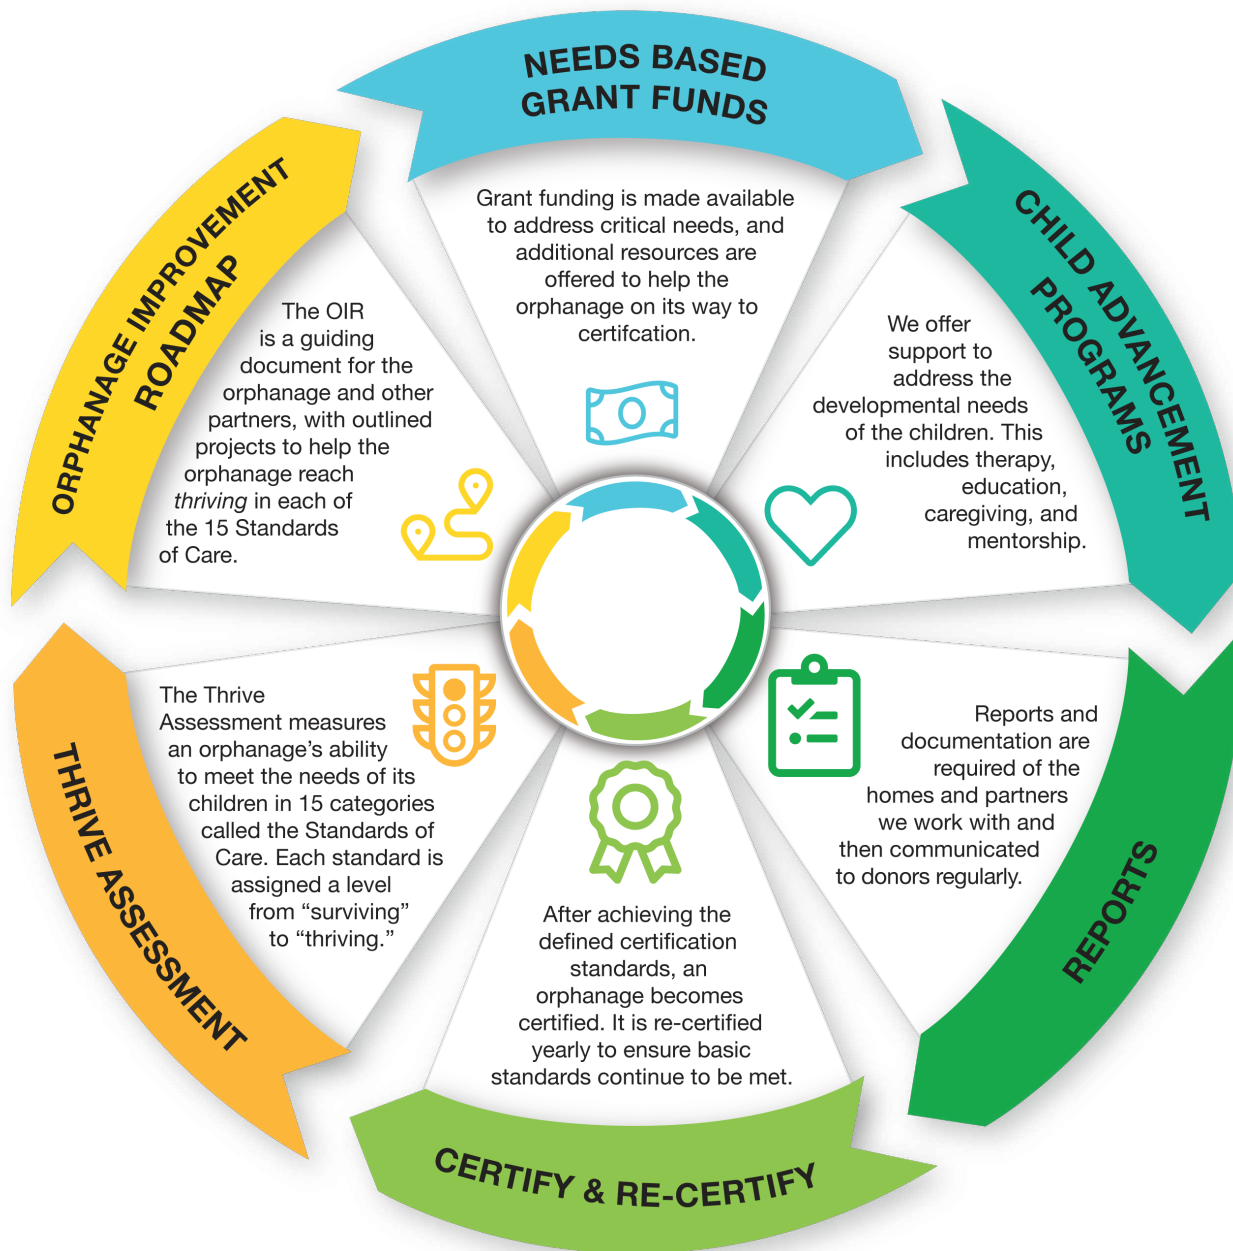 NEEDS BASED
GRANT FUNDS
Grant funding is made available
to address critical needs, and
additional resources are
offered to help the
orphanage on its way to
certifcation.
CHILD ADVANCEMENT
PROGRAMS
We offer
support to
address the
developmental needs
of the children. This
includes therapy,
education,
caregiving, and
mentorship.
REPORTS
Reports and
documentation are
required of the
homes and partners
we work with and
then communicated
to donors regularly.
CERTIFY & RE-CERTIFY
After achieving the
defined certification
standards, an
orphanage becomes
certified. It is re-certified
yearly to ensure basic
standards continue to be met.
THRIVE ASSESSMENT
The Thrive
Assessment measures
an orphanage’s ability
to meet the needs of its
children in 15 categories
called the Standards of
Care. Each standard is
assigned a level
from “surviving”
to “thriving.”
ORPHANAGE IMPROVEMENT
ROADMAP
The OIR
is a guiding
document for the
orphanage and other
partners, with outlined
projects to help the
orphanage reach
thriving in each of
the 15 Standards
of Care.